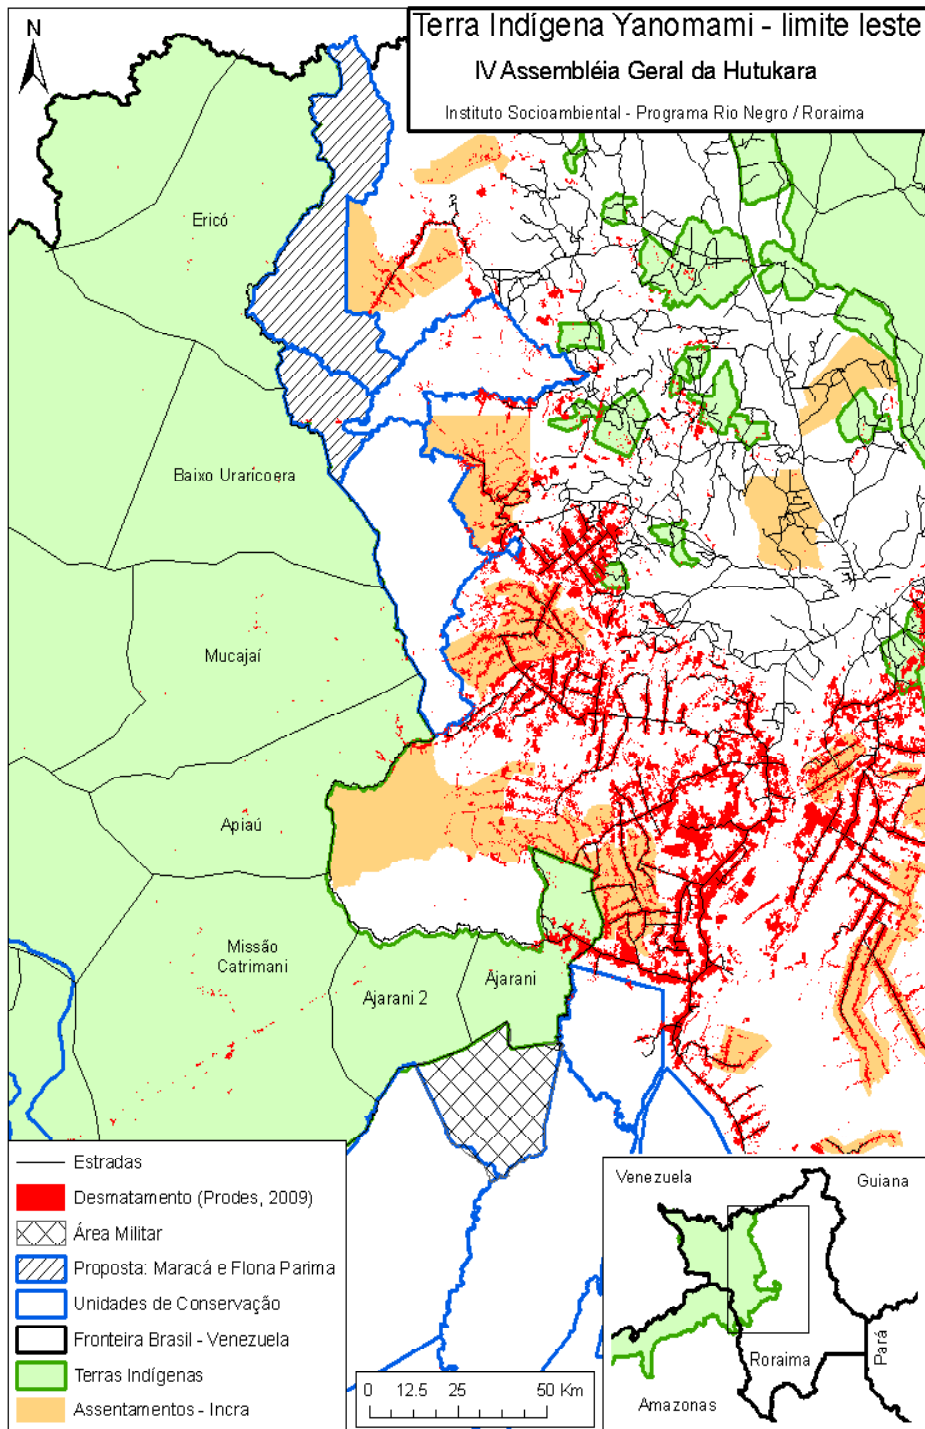 Terra Indígena Yanomami - limite leste
IV Assembléia Geral da Hutukara
Instituto Socioambiental - Programa Rio Negro / Roraima
N
Ericó
Baixo Uraricoera
Mucajaí
Apiaú
Missão
Catrimani
Ajarani 2
Ajarani
Estradas
Desmatamento (Prodes, 2009)
Área Militar
Proposta: Maracá e Flona Parima
Unidades de Conservação
Fronteira Brasil - Venezuela
Terras Indígenas
Assentamentos - Incra
0 12.5 25 50 Km
Venezuela
Guiana
Roraima
Pará
Amazonas